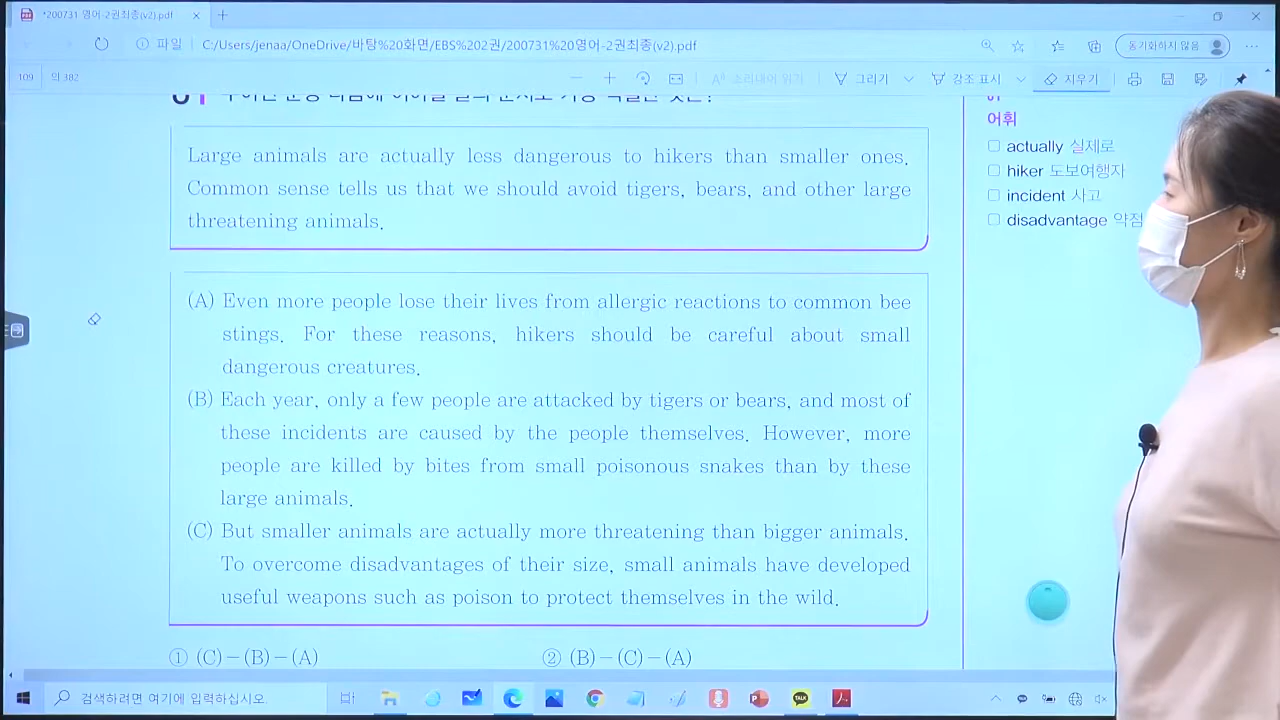 *200731 영어-2권최종(v2).pdf
파일 C:/Users/jenaa/OneDrive/바탕%20화면/EBS%202권/200731%20영어-2권최종(v2).pdf
동기화하지 않음
109 의 382
소리내어 읽기 그리기 강조 표시 지우기
어휘
actually 실제로
hiker 도보여행자
incident 사고
disadvantage 약점
Large animals are actually less dangerous to hikers than smaller ones.
Common sense tells us that we should avoid tigers, bears, and other large
threatening animals.
(A) Even more people lose their lives from allergic reactions to common bee
stings. For these reasons, hikers should be careful about small
dangerous creatures.
(B) Each year, only a few people are attacked by tigers or bears, and most of
these incidents are caused by the people themselves. However, more
people are killed by bites from small poisonous snakes than by these
large animals.
(C) But smaller animals are actually more threatening than bigger animals.
To overcome disadvantages of their size, small animals have developed
useful weapons such as poison to protect themselves in the wild.
① (C)－(B)－(A) ② (B)－(C)－(A)
검색하려면 여기에 입력하십시오.
TALK